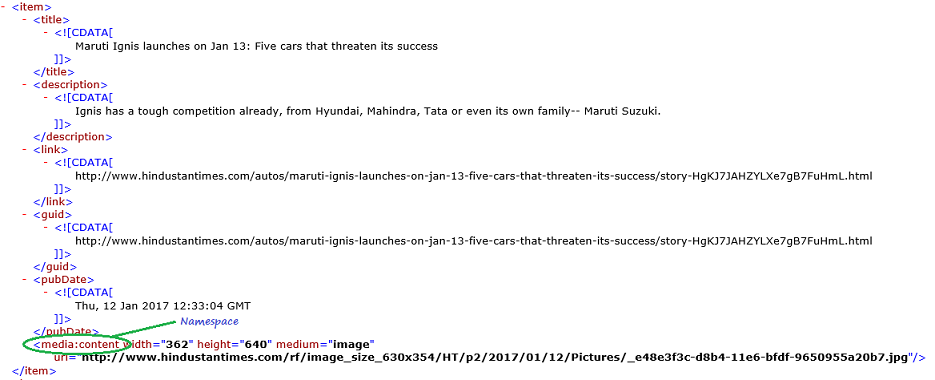 - <item>
- <title>
- <![CDATA[
Maruti Ignis launches on Jan 13: Five cars that threaten its success
]]>
</title>
- <description>
- <![CDATA[
Ignis has a tough competition already, from Hyundai, Mahindra, Tata or even its own family-- Maruti Suzuki.
]]>
</description>
- <link>
- <![CDATA[
http://www.hindustantimes.com/autos/maruti-ignis-launches-on-jan-13-five-cars-that-threaten-its-success/story-HgKJ7JAHZYLXe7gB7FuHmL.html
]]>
</link>
- <guid>
- <![CDATA[
http://www.hindustantimes.com/autos/maruti-ignis-launches-on-jan-13-five-cars-that-threaten-its-success/story-HgKJ7JAHZYLXe7gB7FuHmL.html
]]>
</guid>
- <pubDate>
- <![CDATA[
Thu, 12 Jan 2017 12:33:04 GMT
]]>
</pubDate>
Namespace
<media:content width="362" height="640" medium="image"
url="http://www.hindustantimes.com/rf/image_size_630x354/HT/p2/2017/01/12/Pictures/_e48e3f3c-d8b4-11e6-bfdf-9650955a20b7.jpg"/>
</item>